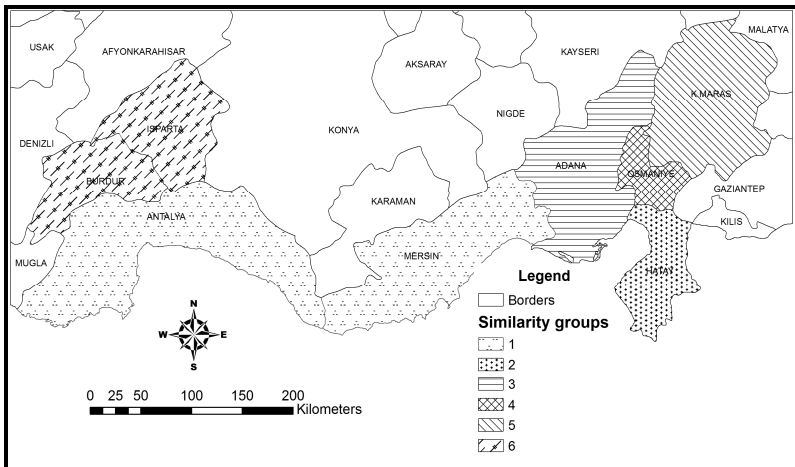 MALATYA
USAK
AFYONKARAHISAR
KAYSERI
AKSARAY
K.MARAS
NIGDE
ISPARTA
KONYA
DENIZLI
ADANA
OSMANIYE
BURDUR
GAZIANTEP
KARAMAN
ANTALYA
KILIS
MERSIN
MUGLA
HATAY
Legend
Borders
Similarity groups
1
2
3
4
5
6
N
W E
S
0 25 50 100 150 200
Kilometers